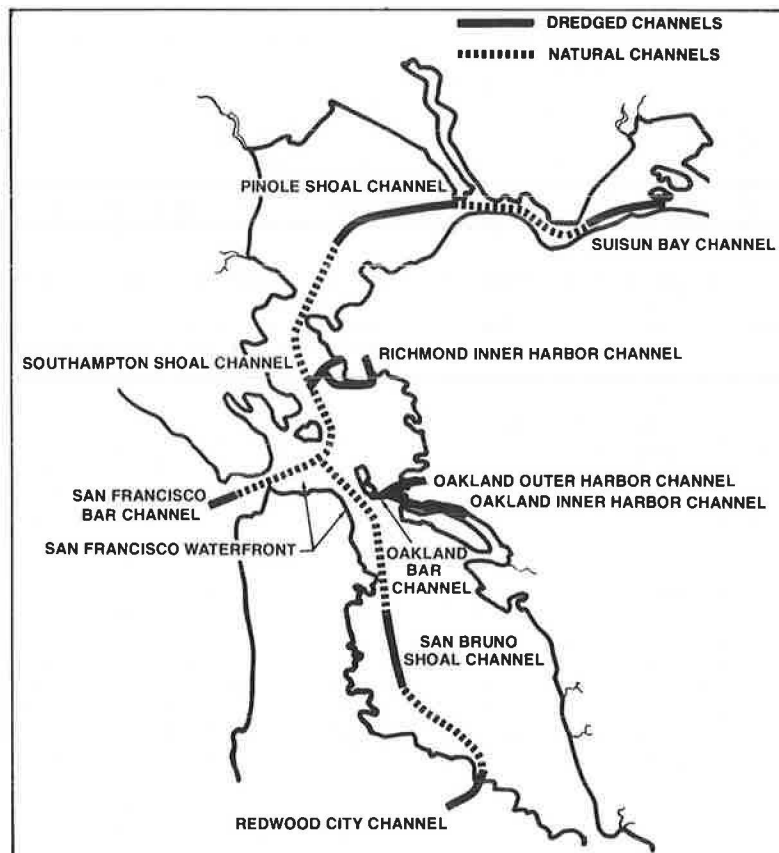 DREDGED CHANNELS
NATURAL CHANNELS
PINOLE SHOAL CHANNEL
SUISUN BAY CHANNEL
SOUTHAMPTON SHOAL CHANNEL
RICHMOND INNER HARBOR CHANNEL
OAKLAND OUTER HARBOR CHANNEL
OAKLAND INNER HARBOR CHANNEL
SAN FRANCISCO
BAR CHANNEL
SAN FRANCISCO WATERFRONT
OAKLAND
BAR
CHANNEL
SAN BRUNO
SHOAL CHANNEL
REDWOOD CITY CHANNEL